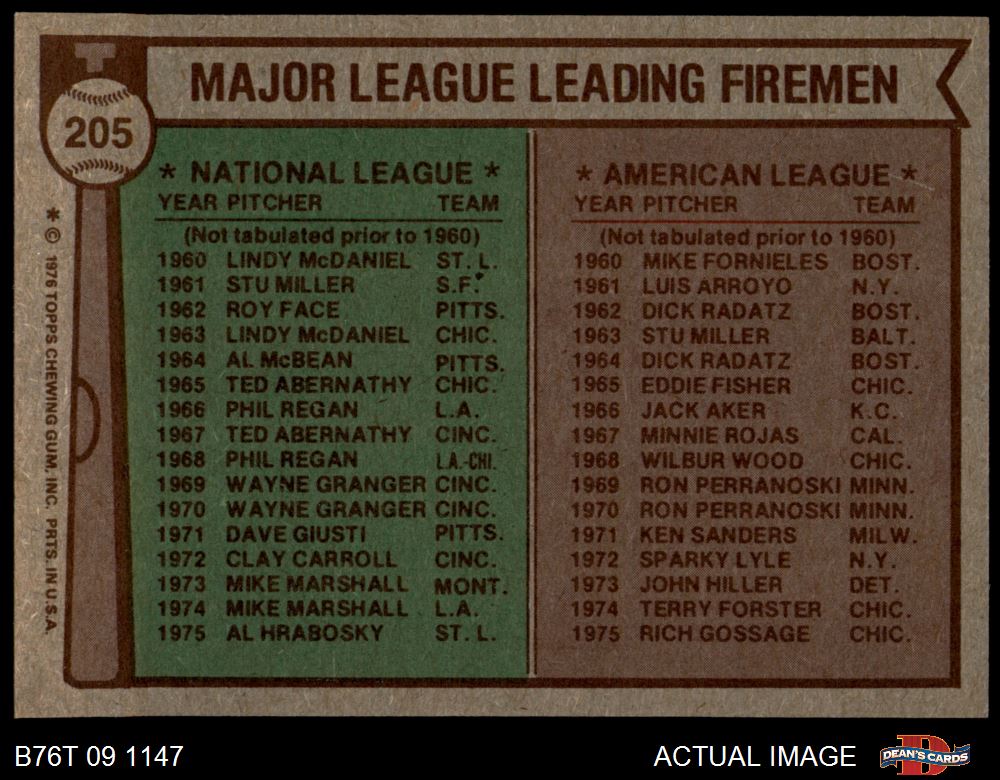 MAJOR LEAGUE LEADING FIREMEN
205
* NATIONAL LEAGUE *
YEAR PITCHER TEAM
(Not tabulated prior to 1960)
1960 LINDY McDANIEL ST. L.
1961 STU MILLER S.F.
1962 ROY FACE PITTS.
1963 LINDY McDANIEL CHIC.
1964 AL McBEAN PITTS.
1965 TED ABERNATHY CHIC.
1966 PHIL REGAN L.A.
1967 TED ABERNATHY CINC.
1968 PHIL REGAN L.A.-CHI.
1969 WAYNE GRANGER CINC.
1970 WAYNE GRANGER CINC.
1971 DAVE GIUSTI PITTS.
1972 CLAY CARROLL CINC.
1973 MIKE MARSHALL MONT.
1974 MIKE MARSHALL L.A.
1975 AL HRABOSKY ST. L.
* AMERICAN LEAGUE *
YEAR PITCHER TEAM
(Not tabulated prior to 1960)
1960 MIKE FORNIELES BOST.
1961 LUIS ARROYO N.Y.
1962 DICK RADATZ BOST.
1963 STU MILLER BALT.
1964 DICK RADATZ BOST.
1965 EDDIE FISHER CHIC.
1966 JACK AKER K.C.
1967 MINNIE ROJAS CAL.
1968 WILBUR WOOD CHIC.
1969 RON PERRANOSKI MINN.
1970 RON PERRANOSKI MINN.
1971 KEN SANDERS MILW.
1972 SPARKY LYLE N.Y.
1973 JOHN HILLER DET.
1974 TERRY FORSTER CHIC.
1975 RICH GOSSAGE CHIC.
* © 1976 TOPPS CHEWING GUM, INC. PRTS. IN U.S.A.
B76T 09 1147
ACTUAL IMAGE
D
DEAN'S CARDS